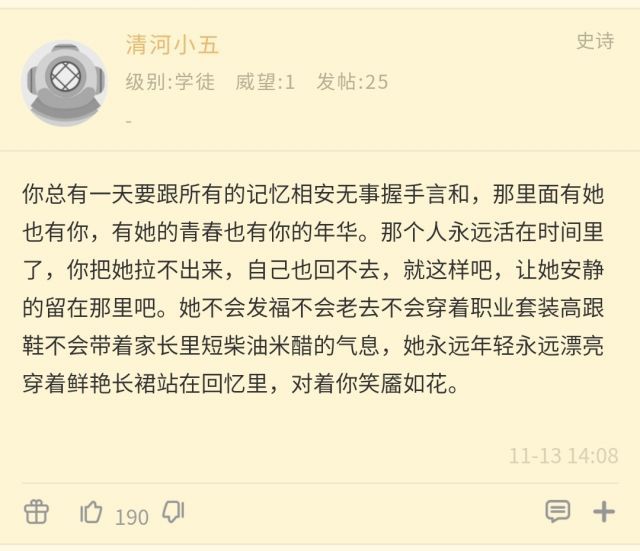 清河小五
史诗
级别:学徒 威望:1 发帖:25
-
你总有一天要跟所有的记忆相安无事握手言和，那里面有她
也有你，有她的青春也有你的年华。那个人永远活在时间里
了，你把她拉不出来，自己也回不去，就这样吧，让她安静
的留在那里吧。她不会发福不会老去不会穿着职业套装高跟
鞋不会带着家长里短柴油米醋的气息，她永远年轻永远漂亮
穿着鲜艳长裙站在回忆里，对着你笑靥如花。
11-13 14:08
190